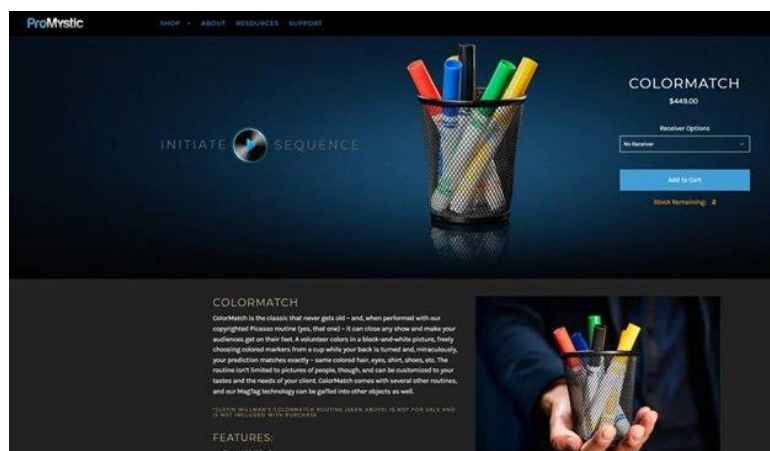 ProMystic
SHOP
ABOUT
RESOURCES
SUPPORT
INITIATE SEQUENCE
COLORMATCH
$449.00
Receiver Options
No Receiver
Add to Cart
Stock Remaining: 2
COLORMATCH
ColorMatch is the classic that never gets old – and, when performed with our
copyrighted Picasso routine (yes, that one) – it can close any show and make your
audiences get on their feet. A volunteer colors in a black-and-white picture, freely
choosing colored markers from a cup while your back is turned and, miraculously,
your prediction matches exactly – same colored hair, eyes, shirt, shoes, etc. The
routine isn't limited to pictures of people, though, and can be customized to your
tastes and the needs of your client. ColorMatch comes with several other routines,
and our MagTag technology can be gaffed into other objects as well.
*JUSTIN WILLMAN'S COLORMATCH ROUTINE (SEEN ABOVE) IS NOT FOR SALE AND
IS NOT INCLUDED WITH PURCHASE
FEATURES: